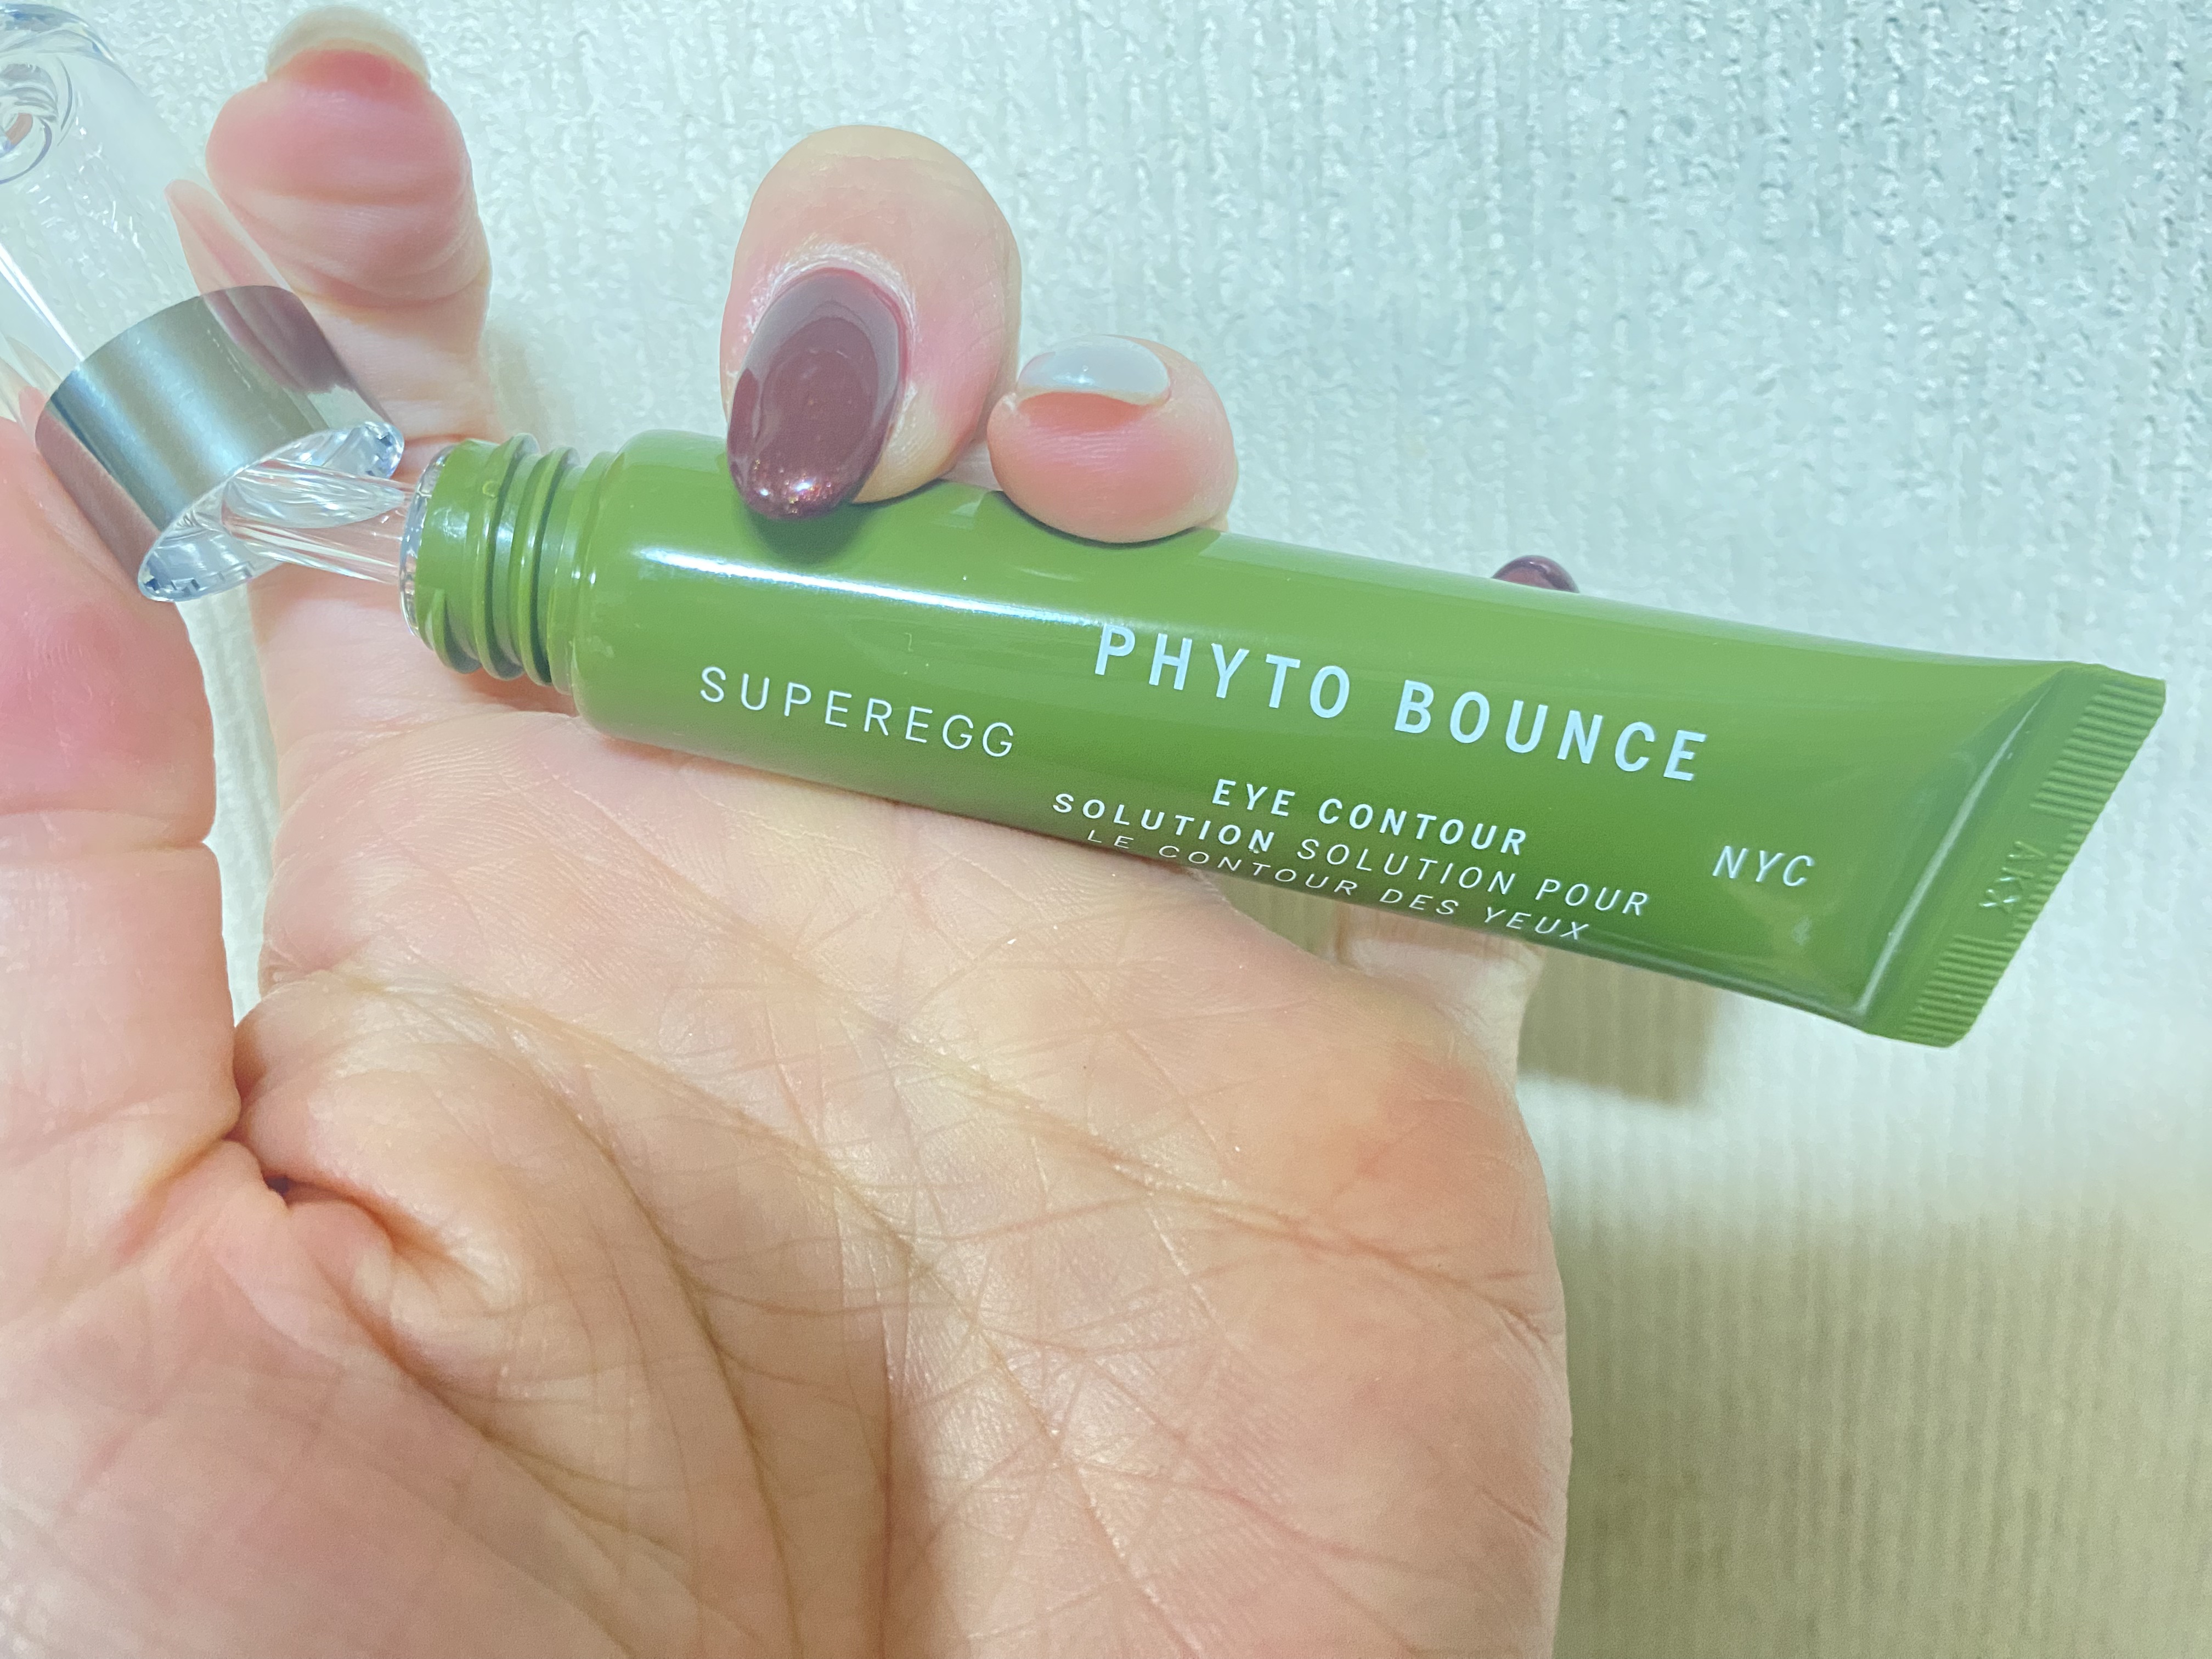 SUPEREGG
PHYTO BOUNCE
EYE CONTOUR
SOLUTION SOLUTION POUR
LE CONTOUR DES YEUX
NYC